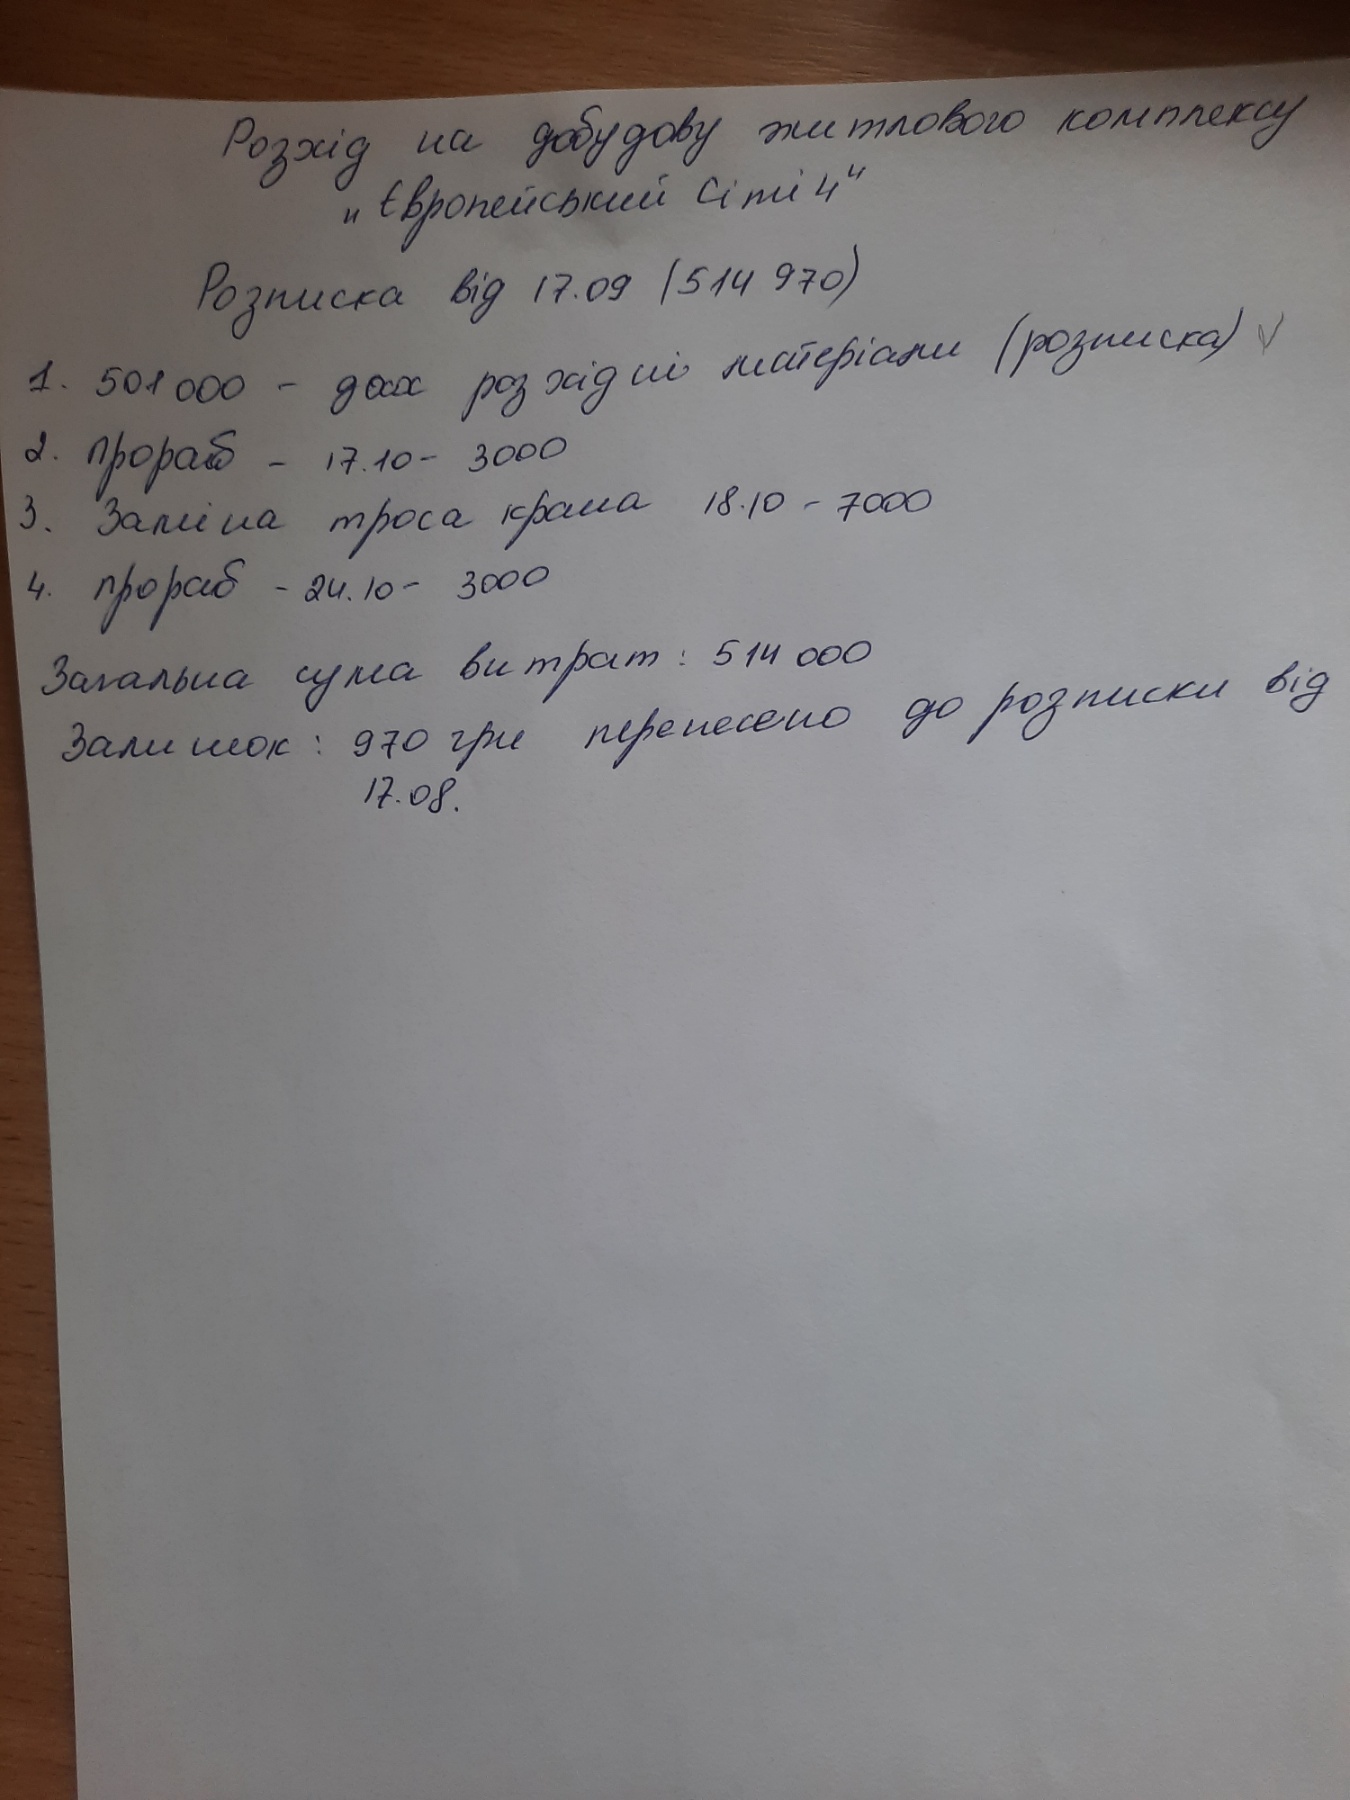 Розхід на добудову житлового комплексу
„Європейський Сіті 4"
Розписка від 17.09 (514 970)
1. 501 000 - дах розхідні матеріали (розписка) ✓
2. прораб - 17.10 - 3000
3. Заміна троса крана 18.10 - 7000
4. прораб - 24.10 - 3000
Загальна сума витрат: 514 000
Залишок: 970 грн перенесено до розписки від
17.08.